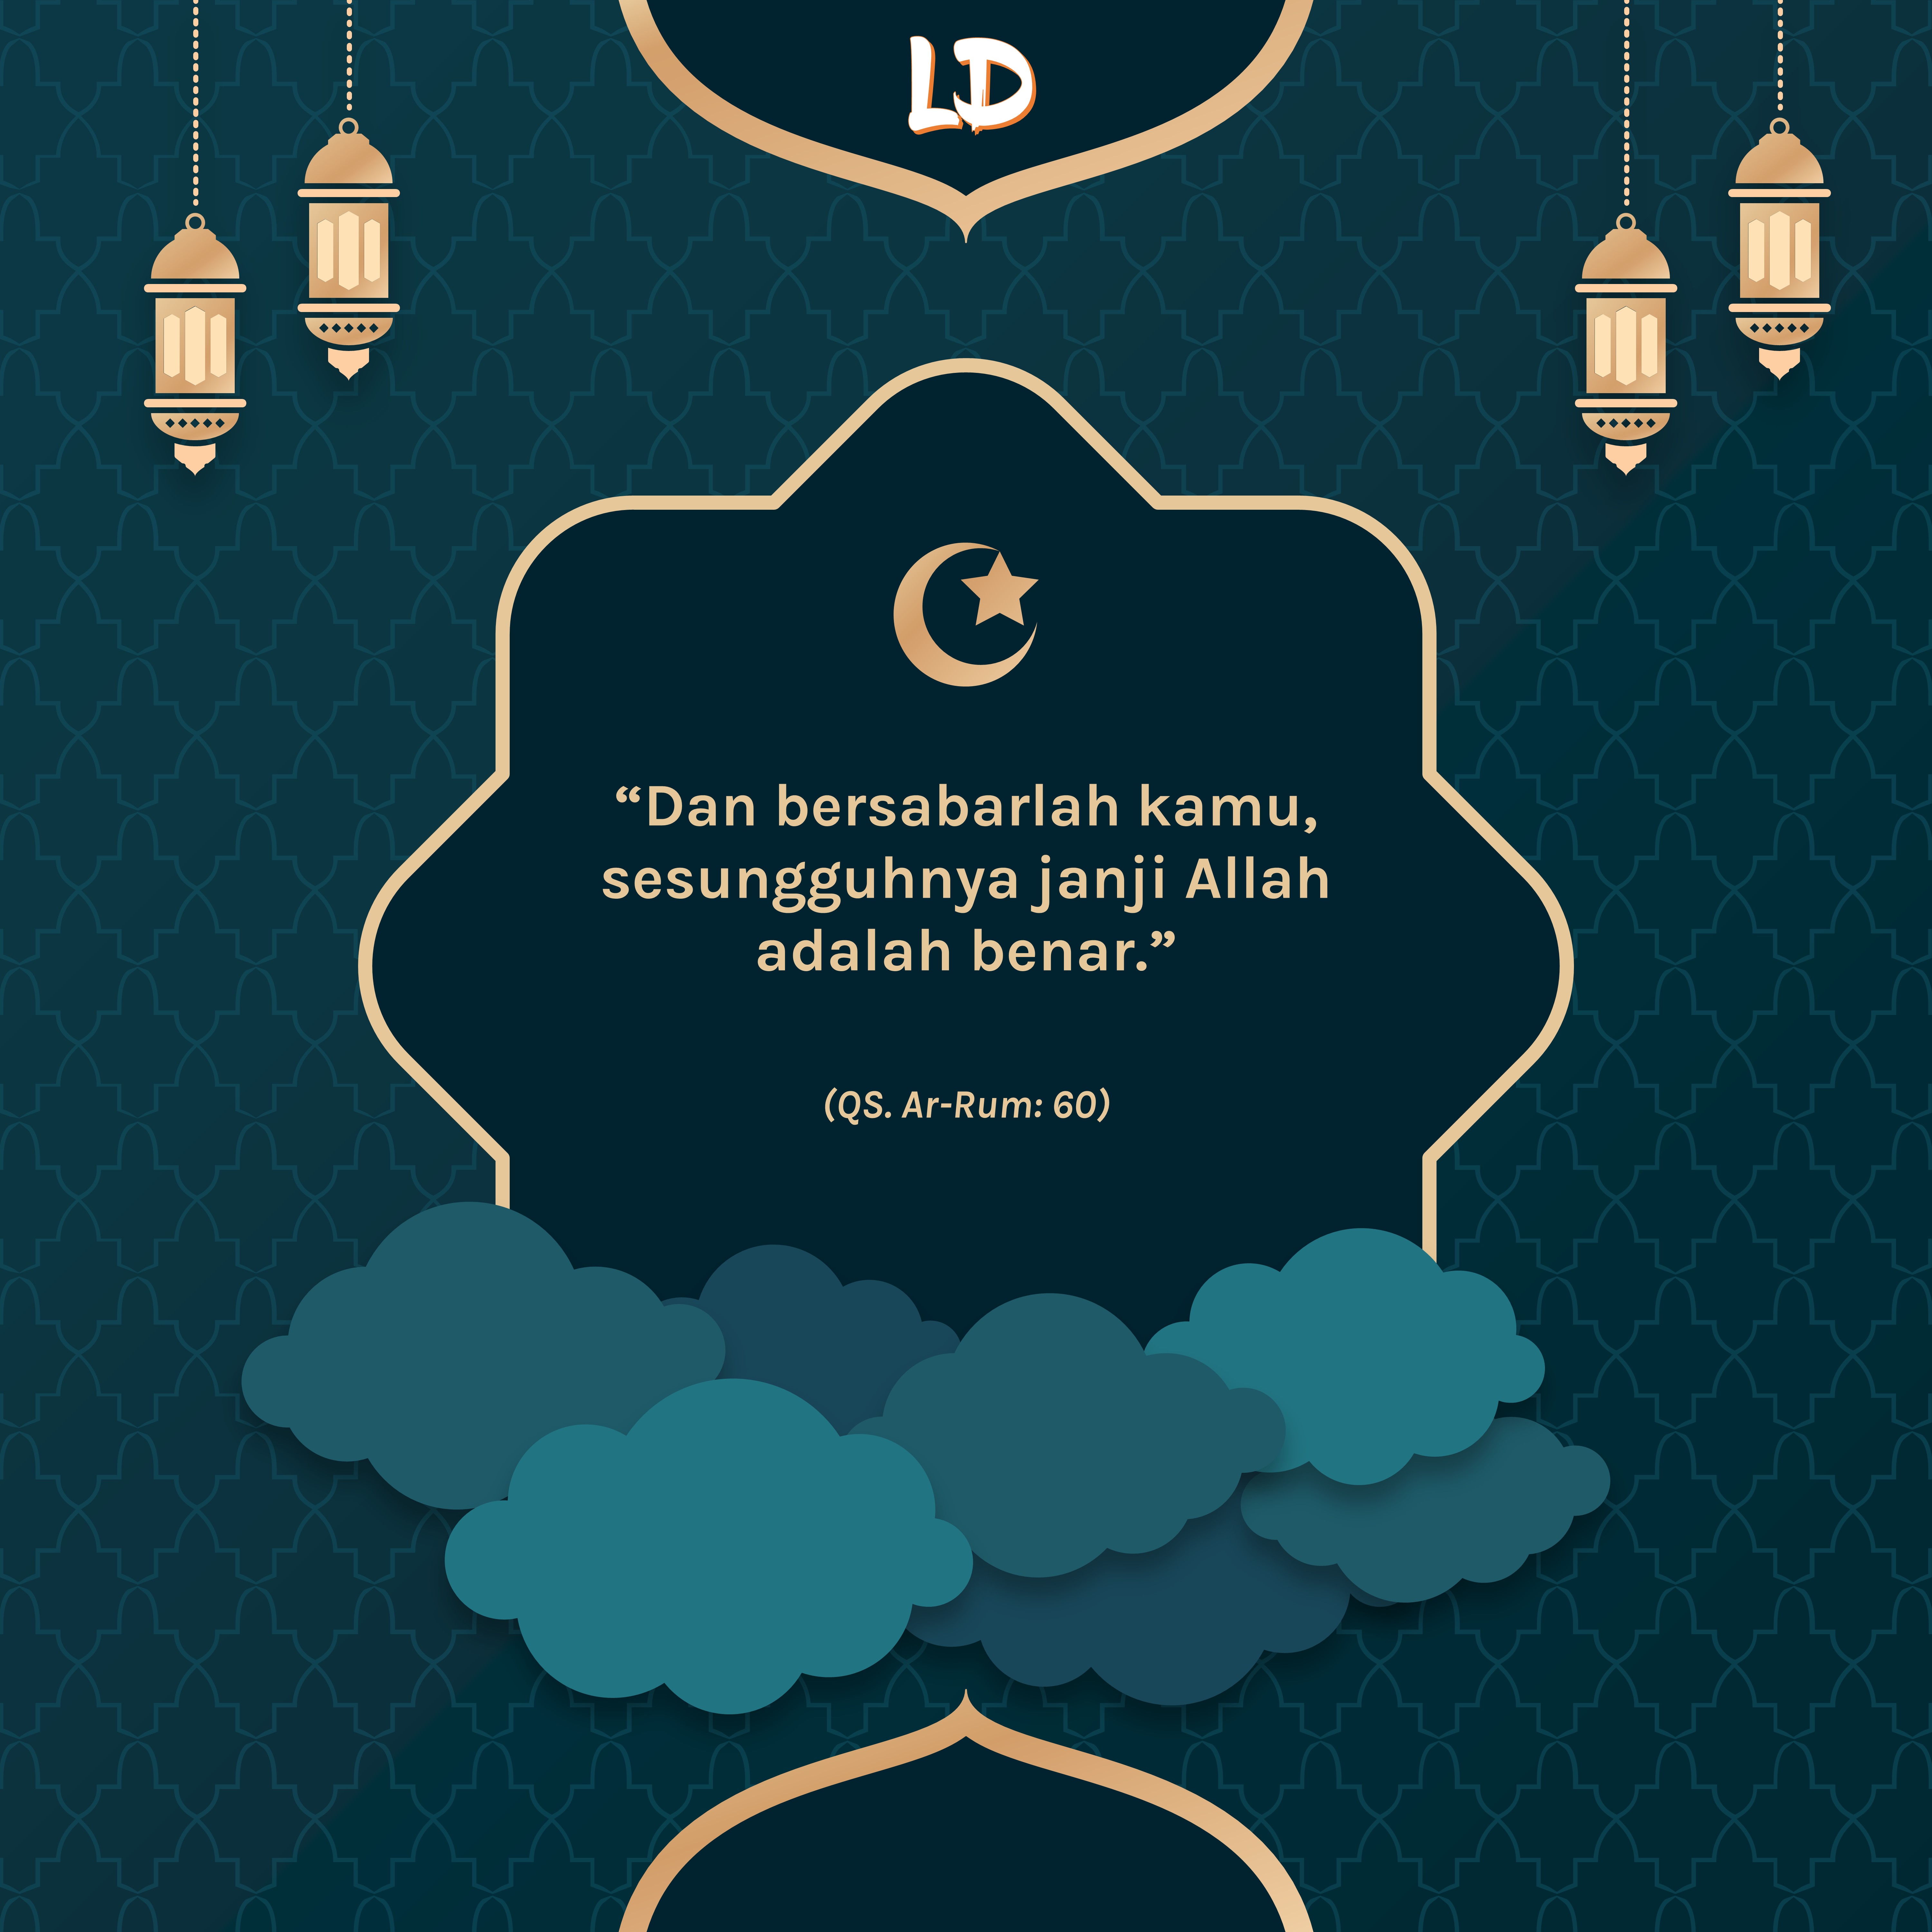 LD
“Dan bersabarlah kamu,
sesungguhnya janji Allah
adalah benar.”
(QS. Ar-Rum: 60)